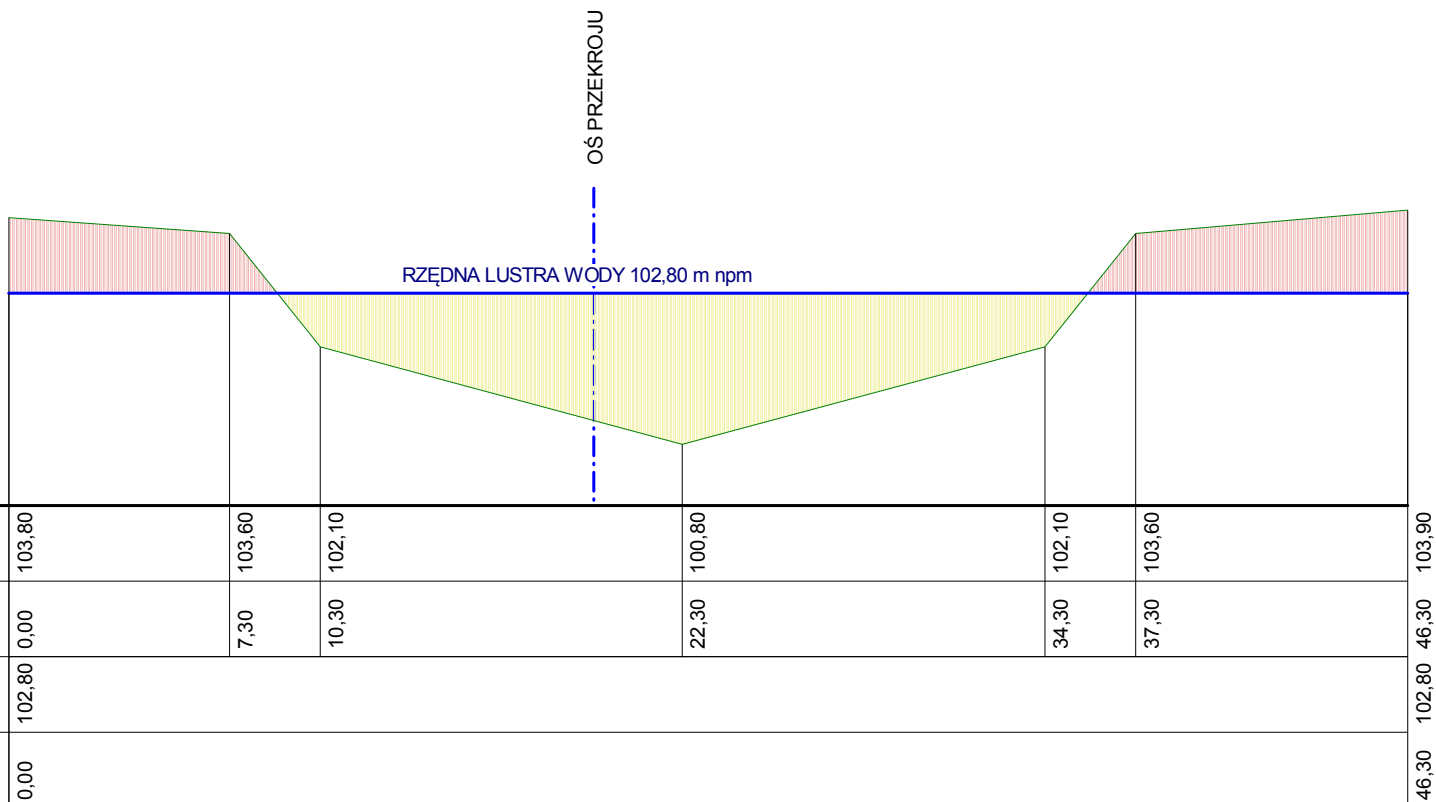 OŚ PRZEKROJU
RZĘDNA LUSTRA WODY 102,80 m npm
103,80 103,60 102,10 100,80 102,10 103,60 103,90
0,00 7,30 10,30 22,30 34,30 37,30 46,30
102,80 102,80
0,00 46,30